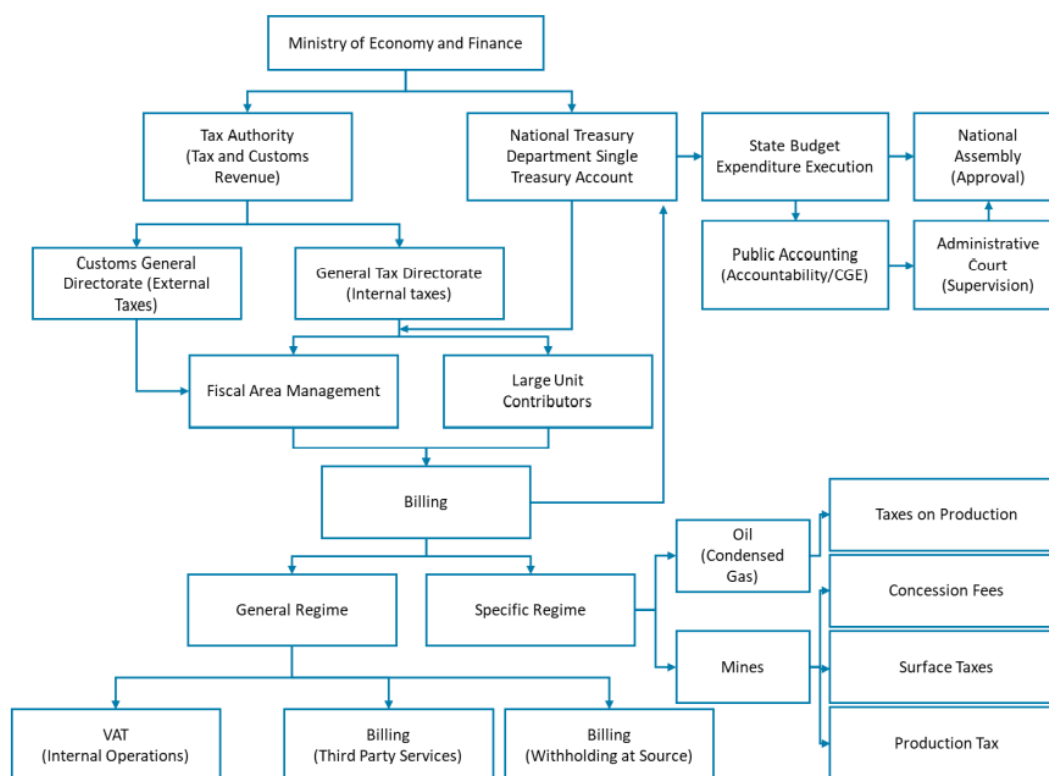 Ministry of Economy and Finance
Tax Authority
(Tax and Customs
Revenue)
National Treasury
Department Single
Treasury Account
State Budget
Expenditure Execution
National
Assembly
(Approval)
Customs General
Directorate (External
Taxes)
General Tax Directorate
(Internal taxes)
Public Accounting
(Accountability/CGE)
Administrative
Court
(Supervision)
Fiscal Area Management
Large Unit
Contributors
Billing
Oil
(Condensed
Gas)
Taxes on Production
General Regime
Specific Regime
Concession Fees
Mines
Surface Taxes
VAT
(Internal Operations)
Billing
(Third Party Services)
Billing
(Withholding at Source)
Production Tax